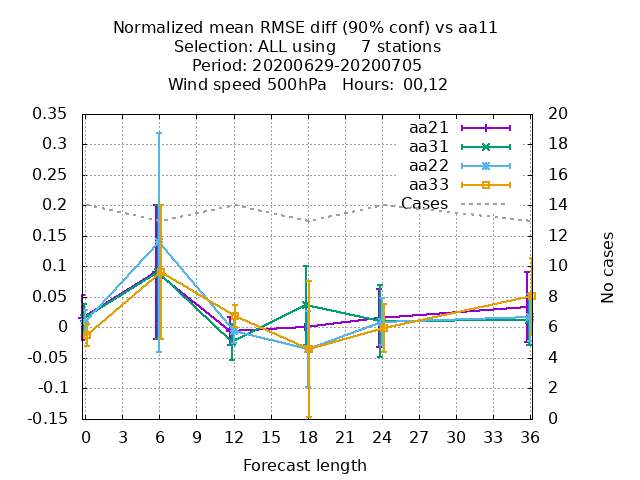 Normalized mean RMSE diff (90% conf) vs aa11
Selection: ALL using     7 stations
Period: 20200629-20200705
Wind speed 500hPa   Hours:  00,12
0.35
0.3
0.25
0.2
0.15
0.1
0.05
0
-0.05
-0.1
-0.15
20
18
16
14
12
10
8
6
4
2
0
aa21
aa31
aa22
aa33
Cases
No cases
0 3 6 9 12 15 18 21 24 27 30 33 36
Forecast length